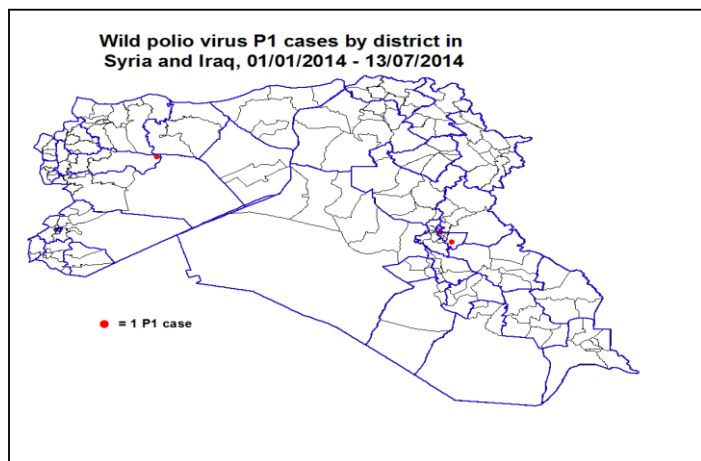 Wild polio virus P1 cases by district in
Syria and Iraq, 01/01/2014 - 13/07/2014
= 1 P1 case